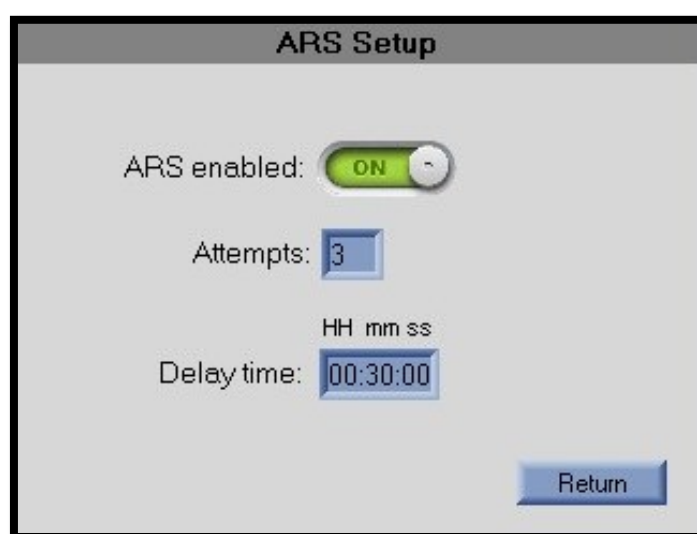 ARS Setup
ARS enabled: ON
Attempts: 3
HH mm ss
Delay time: 00:30:00
Return